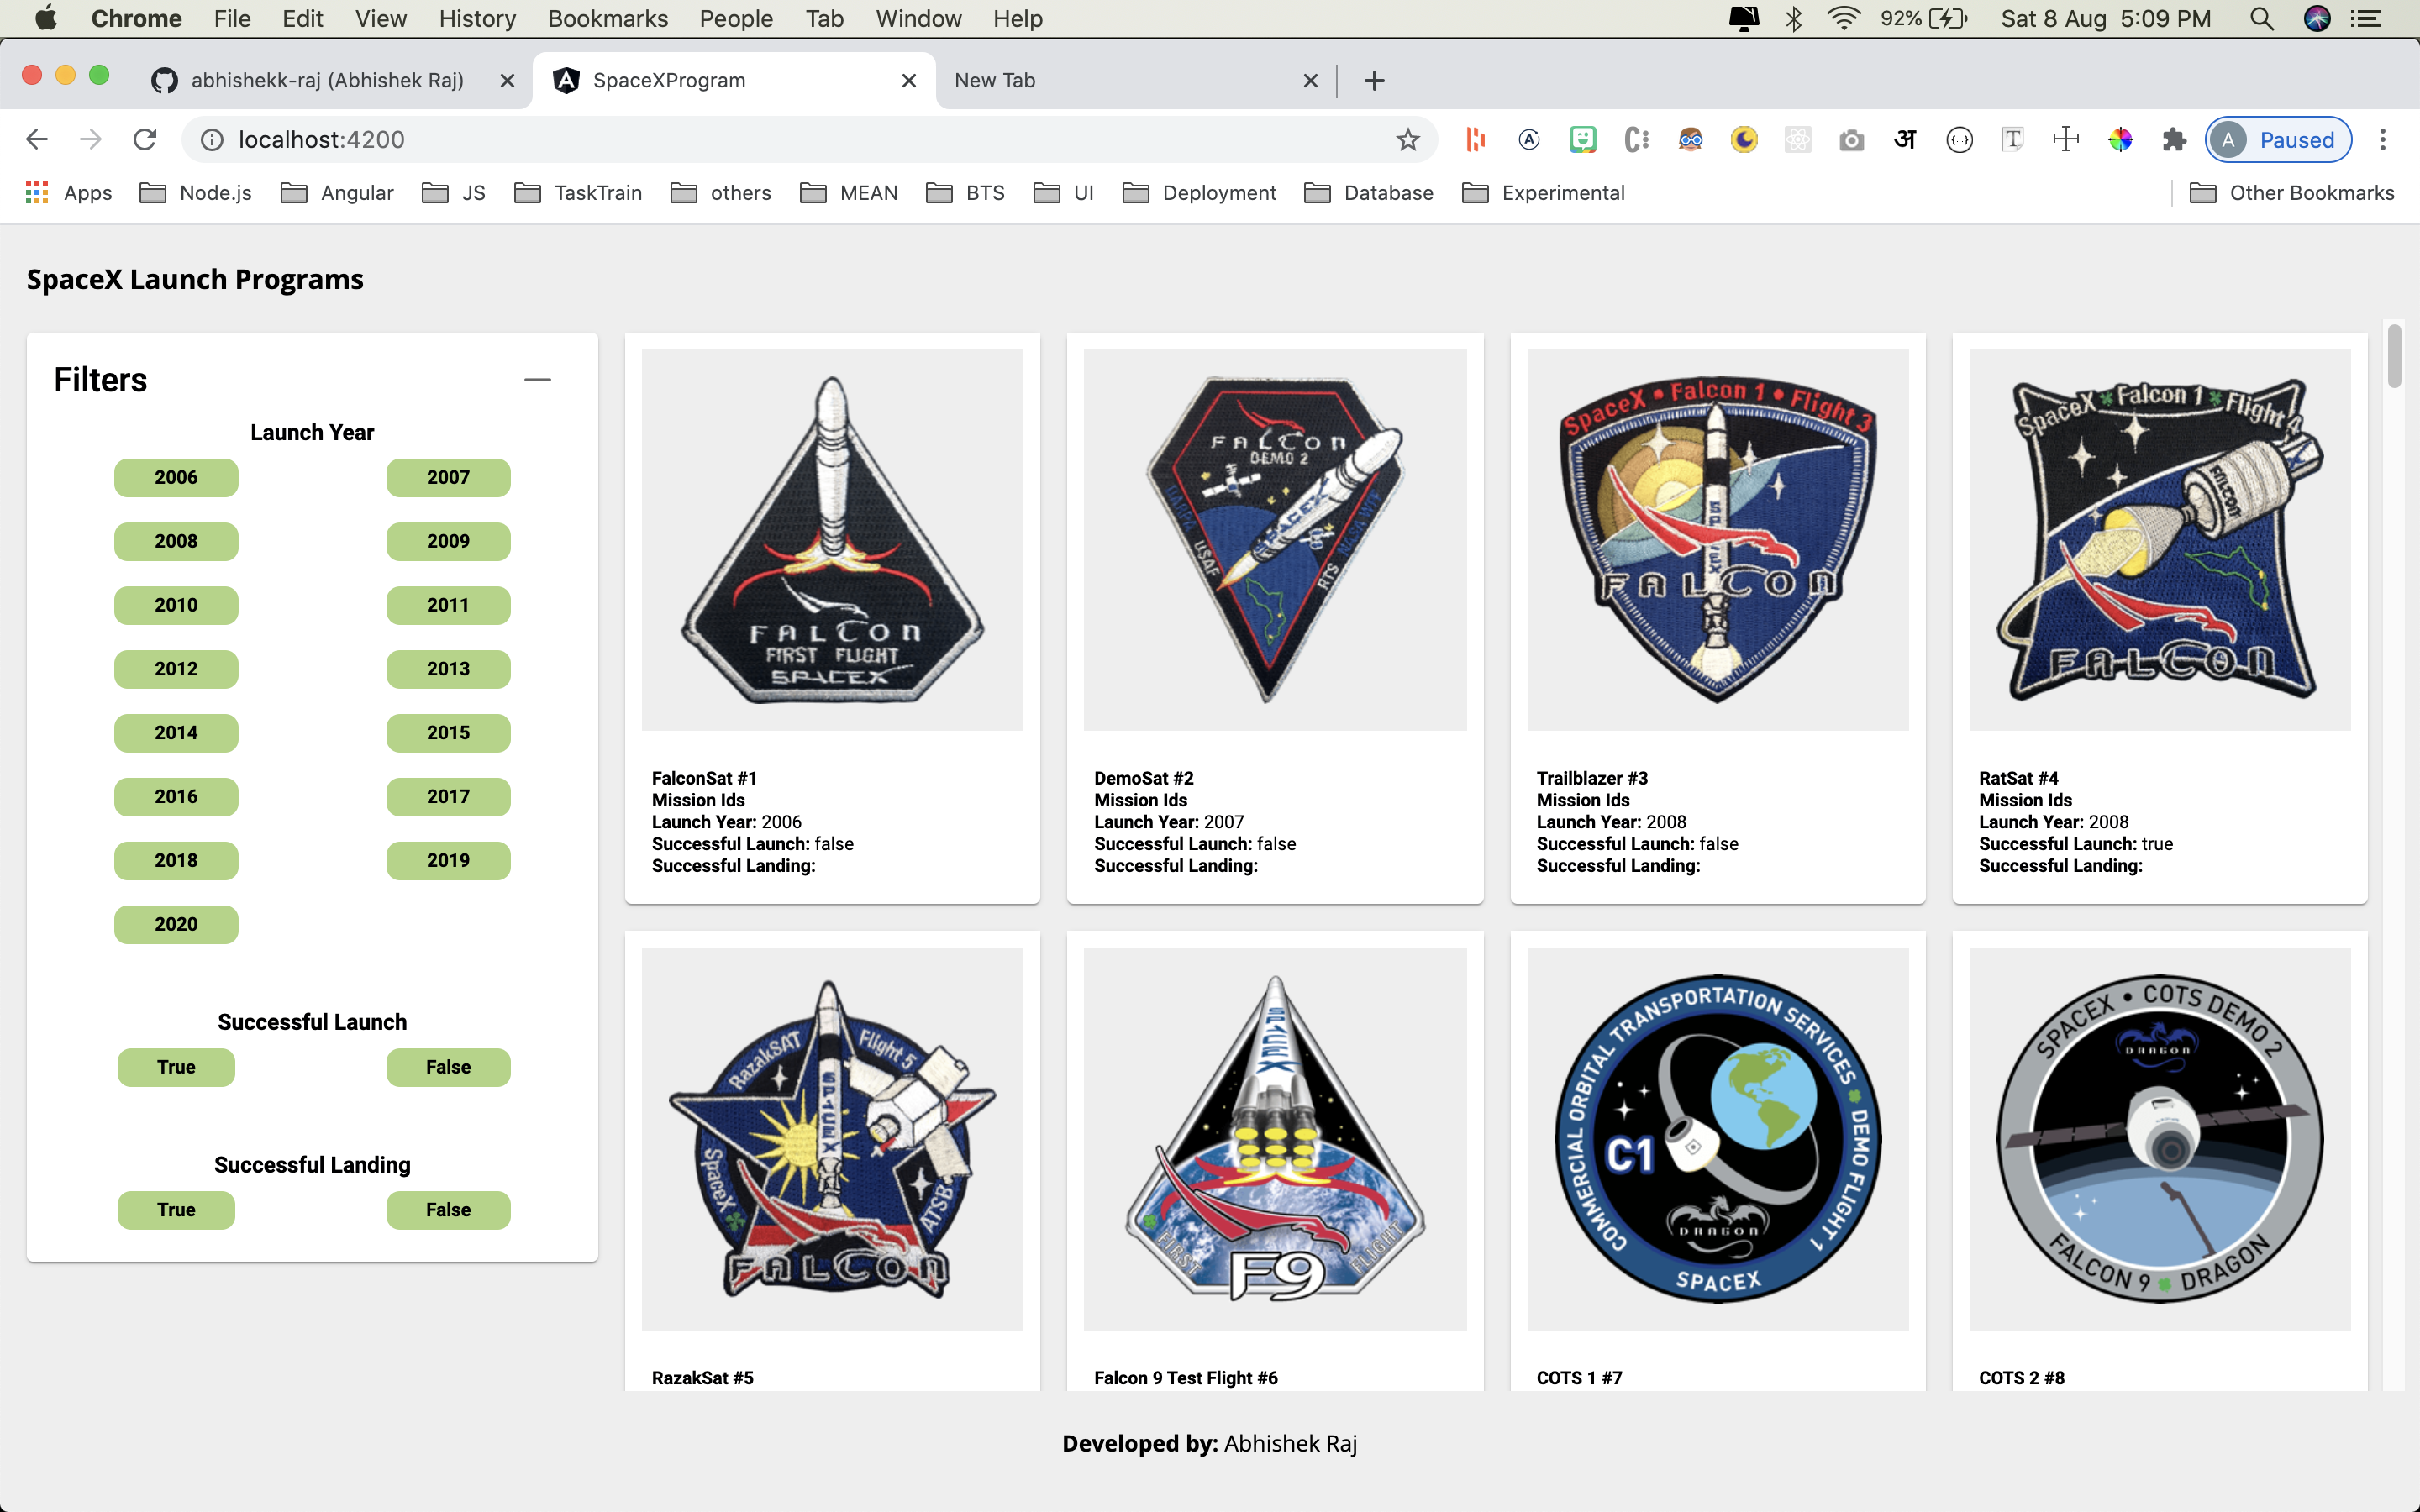 Chrome File Edit View History Bookmarks People Tab Window Help 92% Sat 8 Aug 5:09 PM
abhishekk-raj (Abhishek Raj) SpaceXProgram New Tab
localhost:4200 A Paused
Apps Node.js Angular JS TaskTrain others MEAN BTS UI Deployment Database Experimental Other Bookmarks
SpaceX Launch Programs
Filters
Launch Year
2006 2007
2008 2009
2010 2011
2012 2013
2014 2015
2016 2017
2018 2019
2020
Successful Launch
True False
Successful Landing
True False
FALCON
FIRST FLIGHT
SPACEX
FalconSat #1
Mission Ids
Launch Year: 2006
Successful Launch: false
Successful Landing:
FALCON
DEMO 2
SPACEX
DARPA USAF
RTS NASA WFF
DemoSat #2
Mission Ids
Launch Year: 2007
Successful Launch: false
Successful Landing:
SpaceX • Falcon 1 • Flight 3
SPACEX
FALCON
Trailblazer #3
Mission Ids
Launch Year: 2008
Successful Launch: false
Successful Landing:
SpaceX Falcon 1 Flight 4
FALCON
FALCON
RatSat #4
Mission Ids
Launch Year: 2008
Successful Launch: true
Successful Landing:
RazakSAT Flight 5
SPACEX
SpaceX ATSB
FALCON
RazakSat #5
SPACEX
FIRST FLIGHT
F9
Falcon 9 Test Flight #6
COMMERCIAL ORBITAL TRANSPORTATION SERVICES DEMO FLIGHT 1
C1
DRAGON
SPACEX
COTS 1 #7
SPACEX • COTS DEMO 2
DRAGON
FALCON 9 DRAGON
COTS 2 #8
Developed by: Abhishek Raj